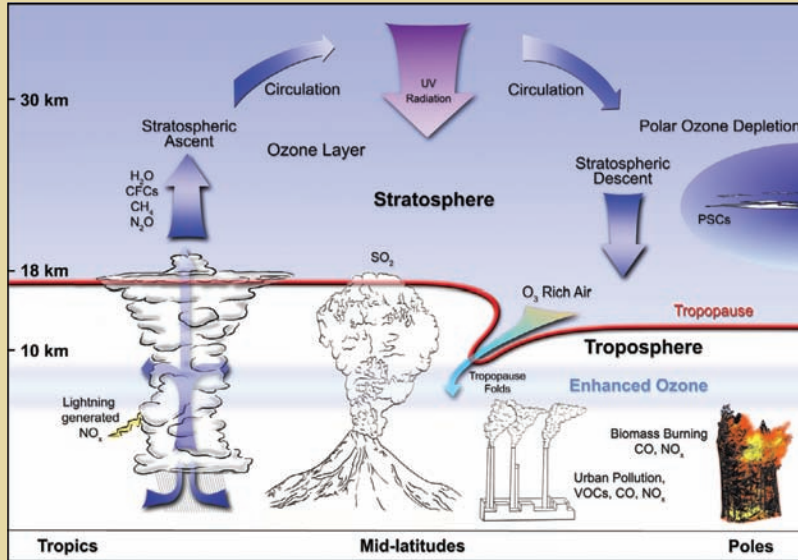 30 km
18 km
10 km
Stratospheric
Ascent
H₂O
CFCs
CH₄
N₂O
Circulation
UV
Radiation
Circulation
Ozone Layer
Stratosphere
Polar Ozone Depletion
Stratospheric
Descent
PSCs
SO₂
O₃ Rich Air
Tropopause
Troposphere
Tropopause
Folds
Enhanced Ozone
Lightning
generated
NOₓ
Biomass Burning
CO, NOₓ
Urban Pollution,
VOCs, CO, NOₓ
Tropics
Mid-latitudes
Poles